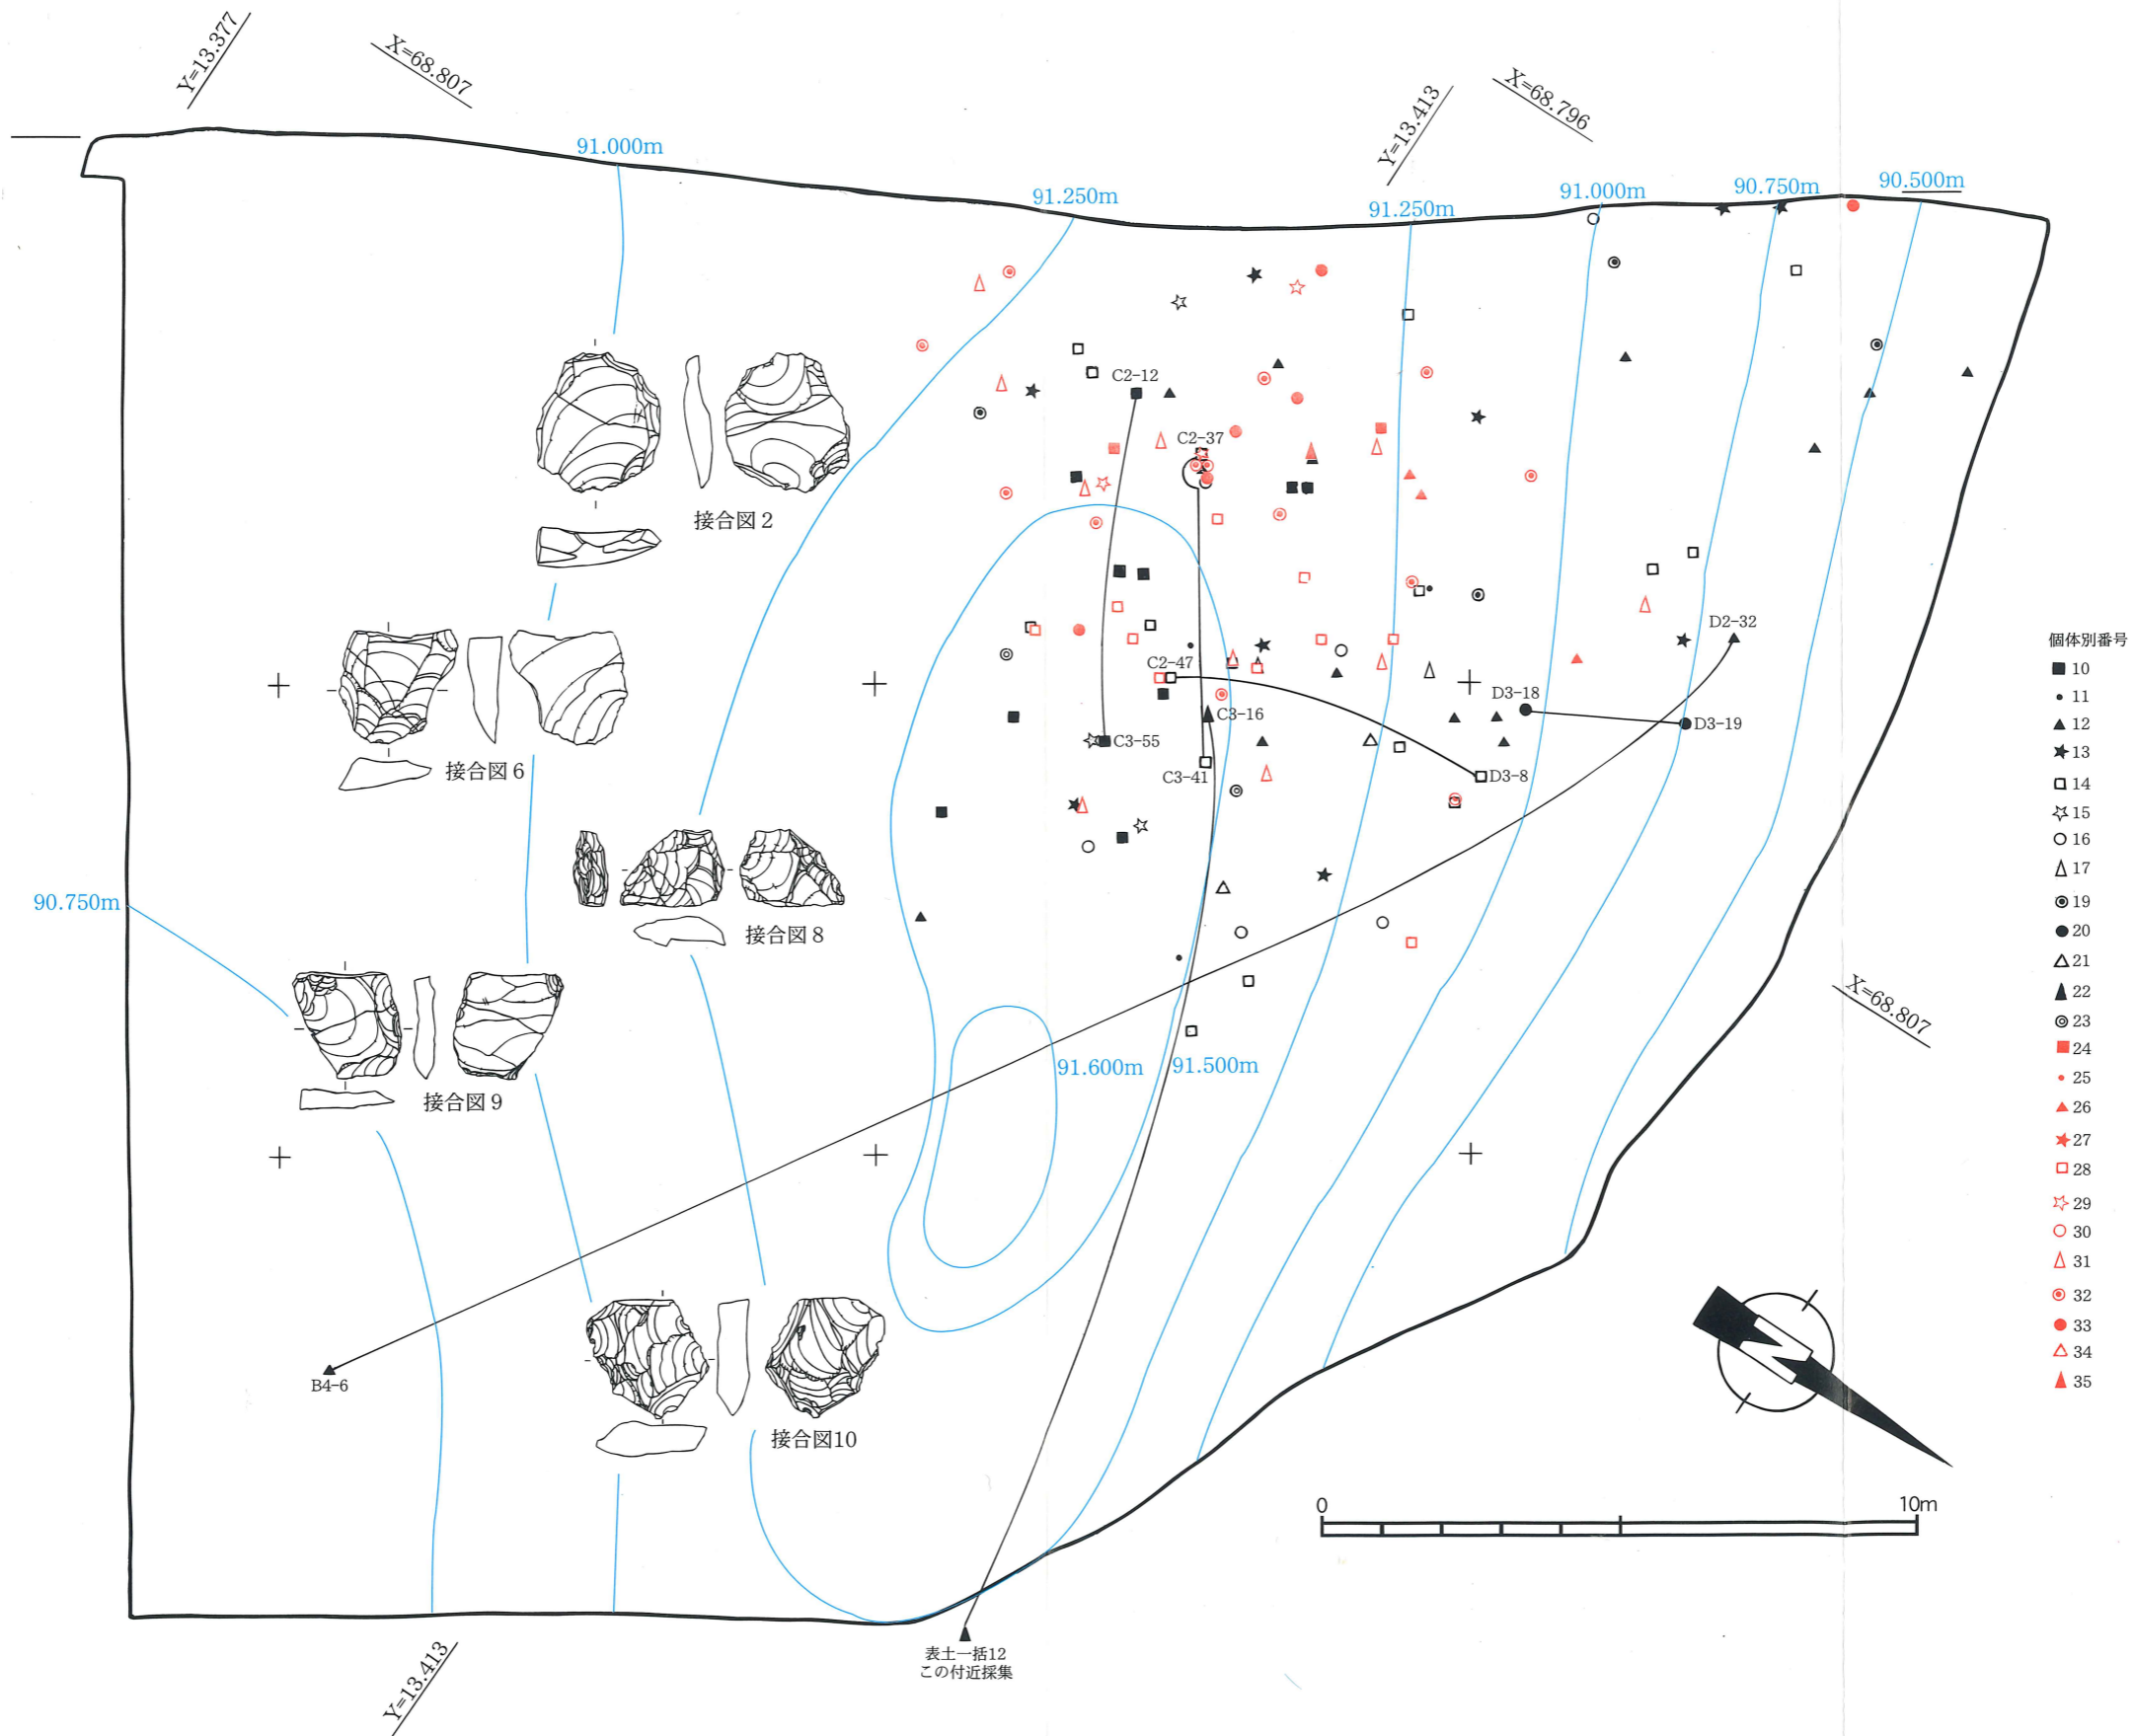 Y=13.377
X=68.807
Y=13.413
X=68.796
91.000m
91.250m
91.250m
91.000m
90.750m
90.500m
C2-12
C2-37
接合図2
接合図6
C2-47
C3-16
C3-55
C3-41
D2-32
D3-18
D3-19
D3-8
接合図8
90.750m
接合図9
91.600m
91.500m
X=68.807
B4-6
接合図10
0
10m
表土一括12
この付近採集
Y=13.413
個体別番号
10
11
12
13
14
15
16
17
19
20
21
22
23
24
25
26
27
28
29
30
31
32
33
34
35